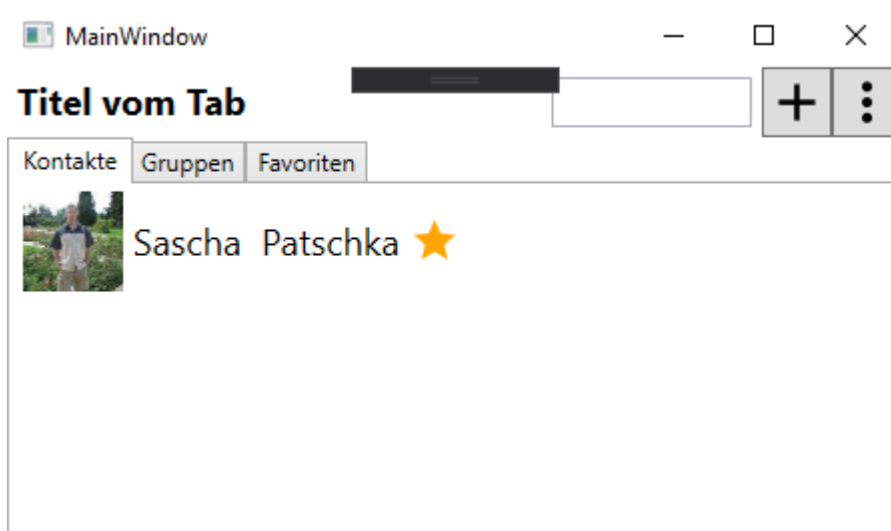 MainWindow
Titel vom Tab
Kontakte Gruppen Favoriten
Sascha Patschka